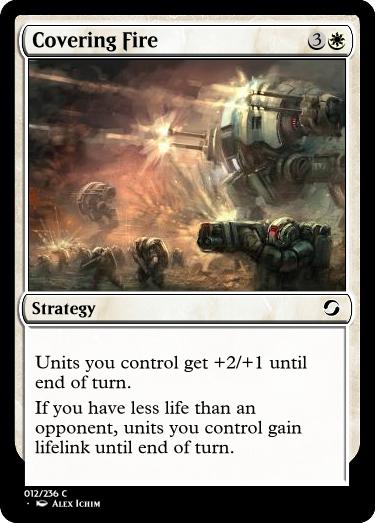 Covering Fire 3
Strategy
Units you control get +2/+1 until
end of turn.
If you have less life than an
opponent, units you control gain
lifelink until end of turn.
012/236 C
· Alex Ichim